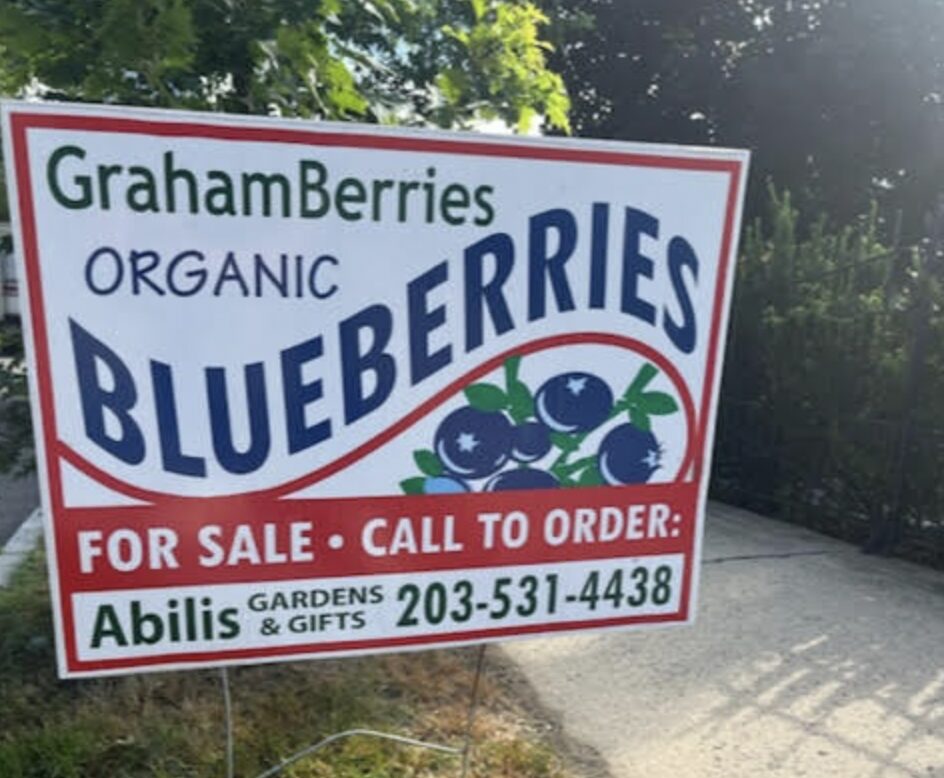 GrahamBerries
ORGANIC
BLUEBERRIES
FOR SALE • CALL TO ORDER:
Abilis GARDENS & GIFTS 203-531-4438